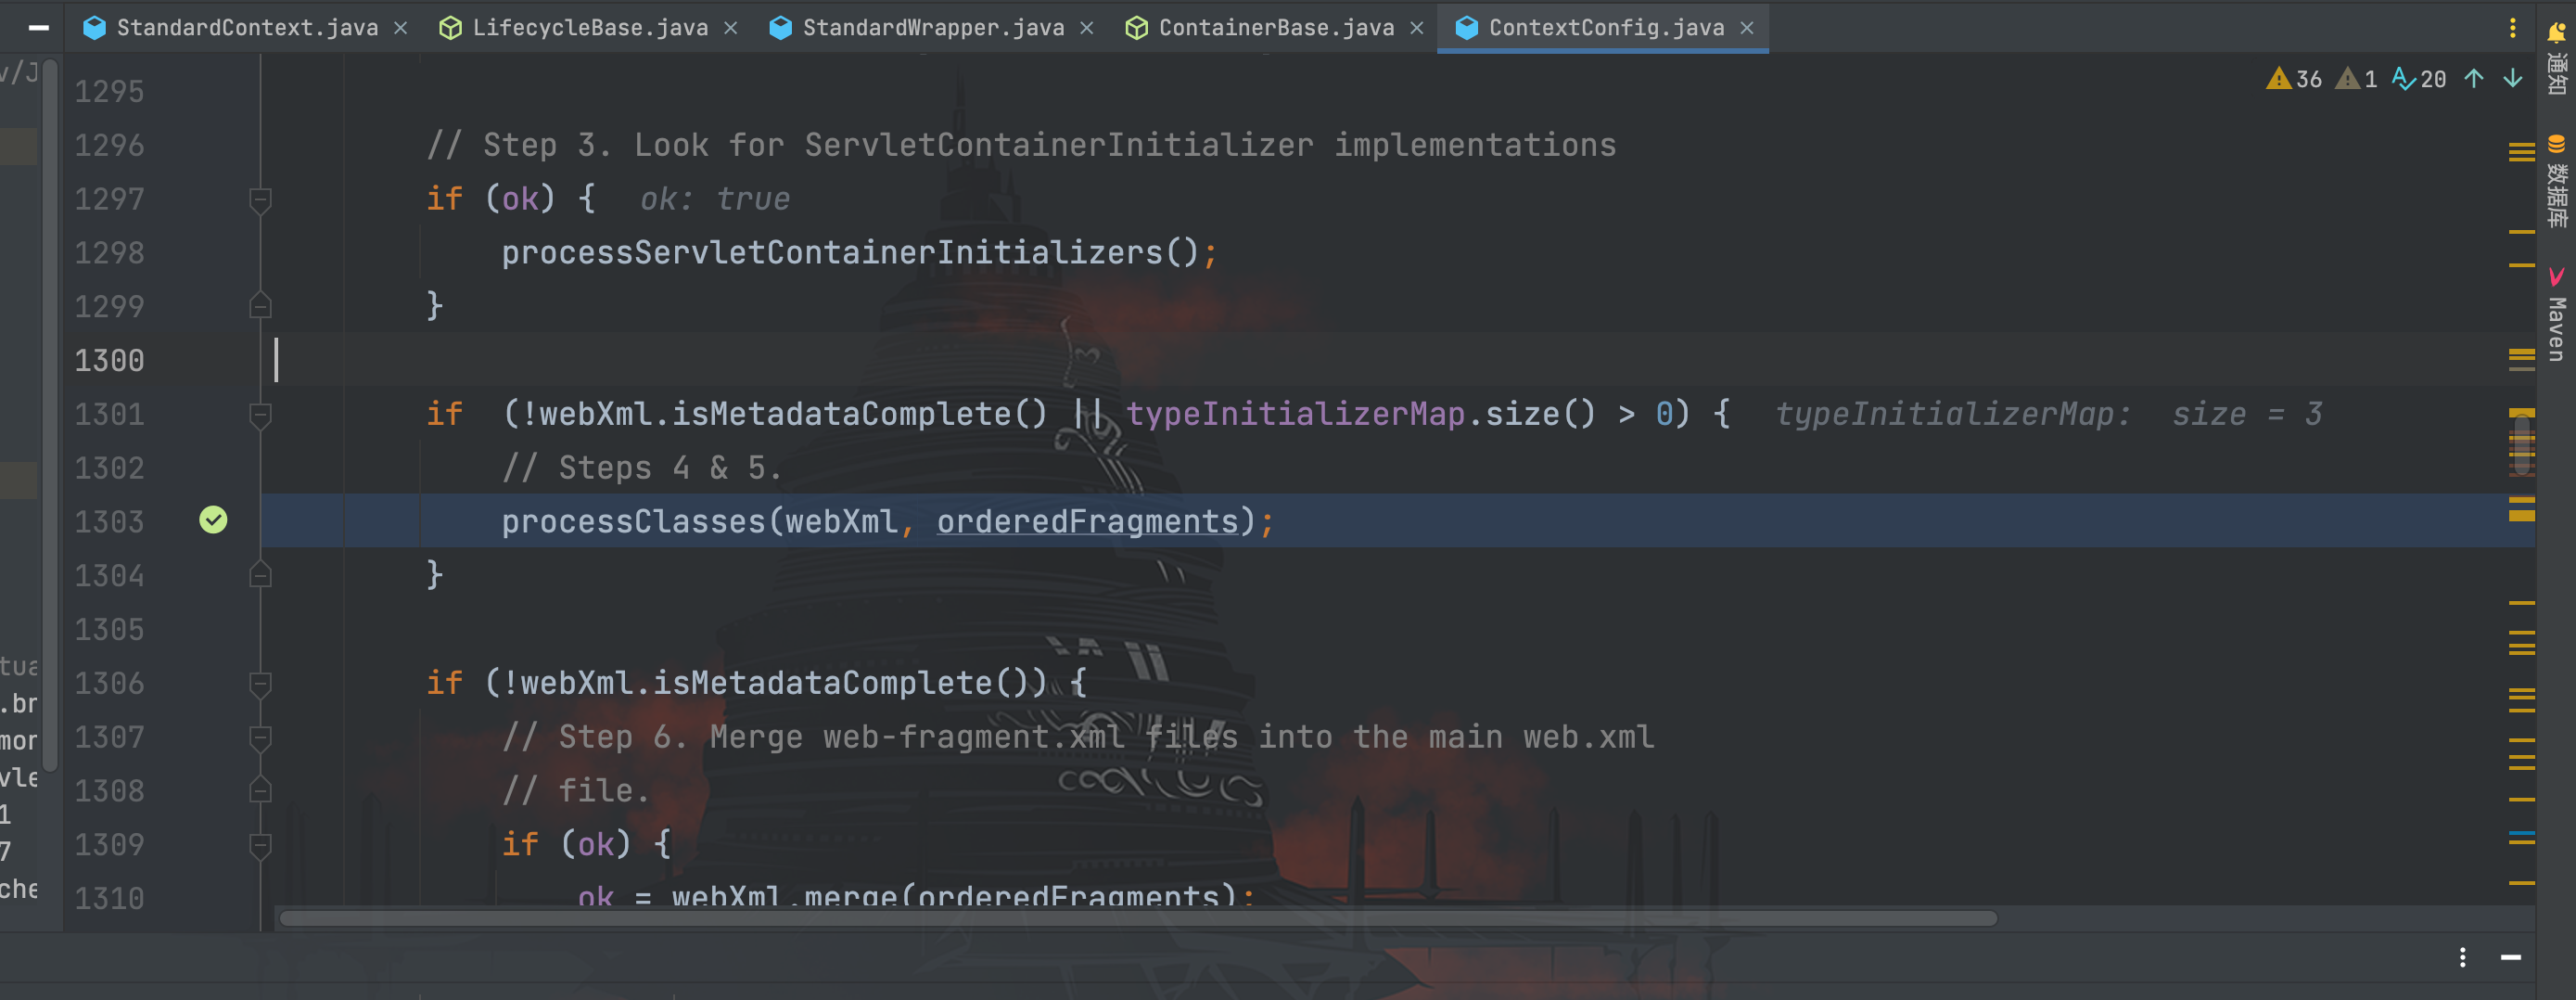 StandardContext.java LifecycleBase.java StandardWrapper.java ContainerBase.java ContextConfig.java
36 1 20
v/J
1295
1296 // Step 3. Look for ServletContainerInitializer implementations
1297 if (ok) { ok: true
1298 processServletContainerInitializers();
1299 }
1300
1301 if (!webXml.isMetadataComplete() || typeInitializerMap.size() > 0) { typeInitializerMap: size = 3
1302 // Steps 4 & 5.
1303 processClasses(webXml, orderedFragments);
1304 }
1305
1306 if (!webXml.isMetadataComplete()) {
1307 // Step 6. Merge web-fragment.xml files into the main web.xml
1308 // file.
1309 if (ok) {
1310 ok = webXml.merge(orderedFragments);
tua
.br
mor
vle
1
7
che
通知
数据库
Maven